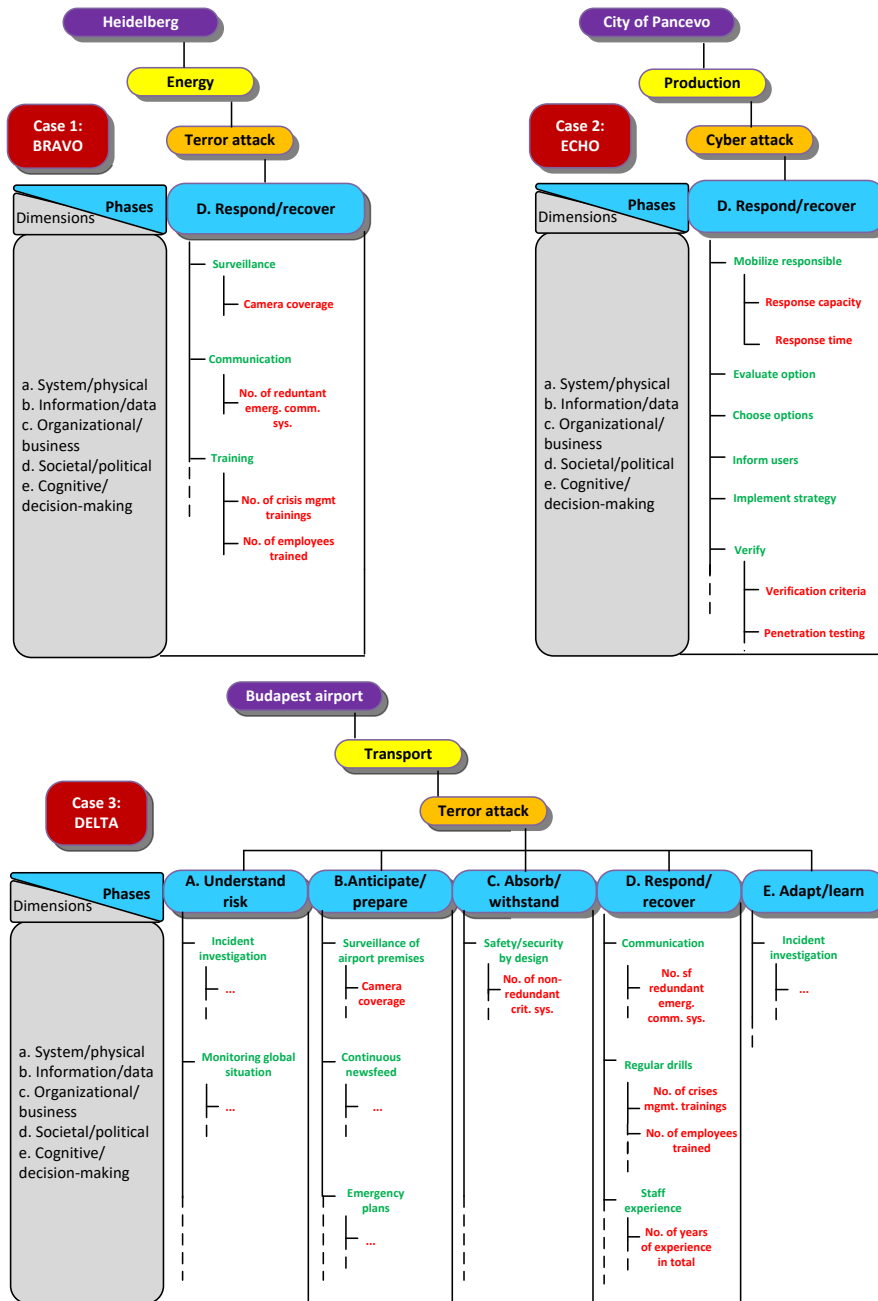 Heidelberg
Energy
Case 1:
BRAVO
Terror attack
Phases
Dimensions
D. Respond/recover
a. System/physical
b. Information/data
c. Organizational/
business
d. Societal/political
e. Cognitive/
decision-making
Surveillance
Camera coverage
Communication
No. of reduntant
emerg. comm.
sys.
Training
No. of crisis mgmt
trainings
No. of employees
trained
City of Pancevo
Production
Case 2:
ECHO
Cyber attack
Phases
Dimensions
D. Respond/recover
a. System/physical
b. Information/data
c. Organizational/
business
d. Societal/political
e. Cognitive/
decision-making
Mobilize responsible
Response capacity
Response time
Evaluate option
Choose options
Inform users
Implement strategy
Verify
Verification criteria
Penetration testing
Budapest airport
Transport
Case 3:
DELTA
Terror attack
Phases
Dimensions
a. System/physical
b. Information/data
c. Organizational/
business
d. Societal/political
e. Cognitive/
decision-making
A. Understand
risk
Incident
investigation
...
Monitoring global
situation
...
B.Anticipate/
prepare
Surveillance of
airport premises
Camera
coverage
Continuous
newsfeed
...
Emergency
plans
...
C. Absorb/
withstand
Safety/security
by design
No. of non-
redundant
crit. sys.
D. Respond/
recover
Communication
No. sf
redundant
emerg.
comm. sys.
Regular drills
No. of crises
mgmt. trainings
No. of employees
trained
Staff
experience
No. of years
of experience
in total
E. Adapt/learn
Incident
investigation
...